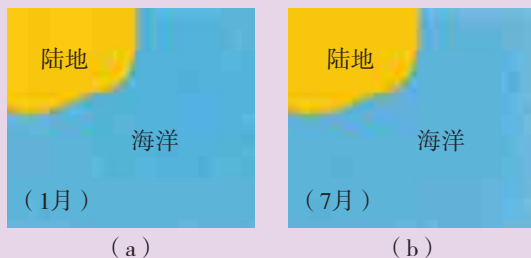 陆地
海洋
（1月）
（a）
陆地
海洋
（7月）
（b）